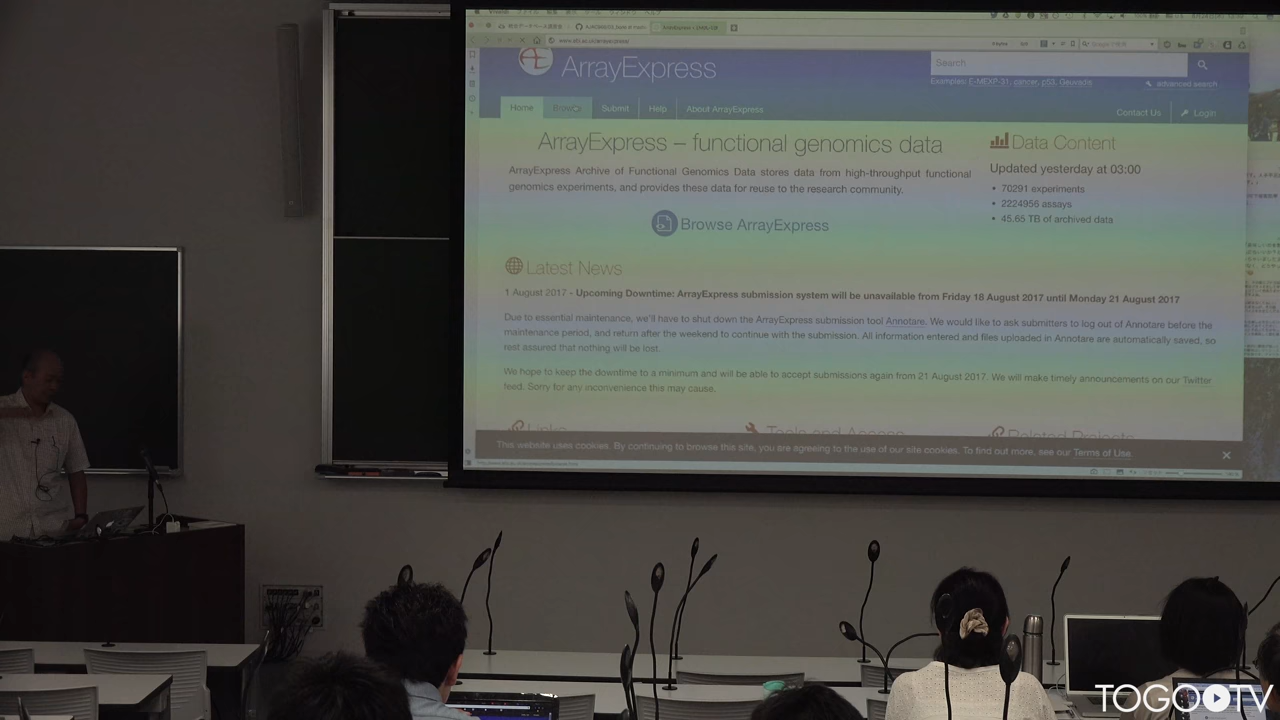 www.ebi.ac.uk/arrayexpress/
ArrayExpress
Search
Examples: E-MEXP-31, cancer, p53, Geuvadis
advanced search
Home Browse Submit Help About ArrayExpress
Contact Us Login
ArrayExpress – functional genomics data
ArrayExpress Archive of Functional Genomics Data stores data from high-throughput functional
genomics experiments, and provides these data for reuse to the research community.
Browse ArrayExpress
Data Content
Updated yesterday at 03:00
• 70291 experiments
• 2224956 assays
• 45.65 TB of archived data
Latest News
1 August 2017 - Upcoming Downtime: ArrayExpress submission system will be unavailable from Friday 18 August 2017 until Monday 21 August 2017
Due to essential maintenance, we'll have to shut down the ArrayExpress submission tool Annotare. We would like to ask submitters to log out of Annotare before the
maintenance period, and return after the weekend to continue with the submission. All information entered and files uploaded in Annotare are automatically saved, so
rest assured that nothing will be lost.
We hope to keep the downtime to a minimum and will be able to accept submissions again from 21 August 2017. We will make timely announcements on our Twitter
feed. Sorry for any inconvenience this may cause.
Links Tools and Access Related Projects
This website uses cookies. By continuing to browse this site, you are agreeing to the use of our site cookies. To find out more, see our Terms of Use
TOGOTV